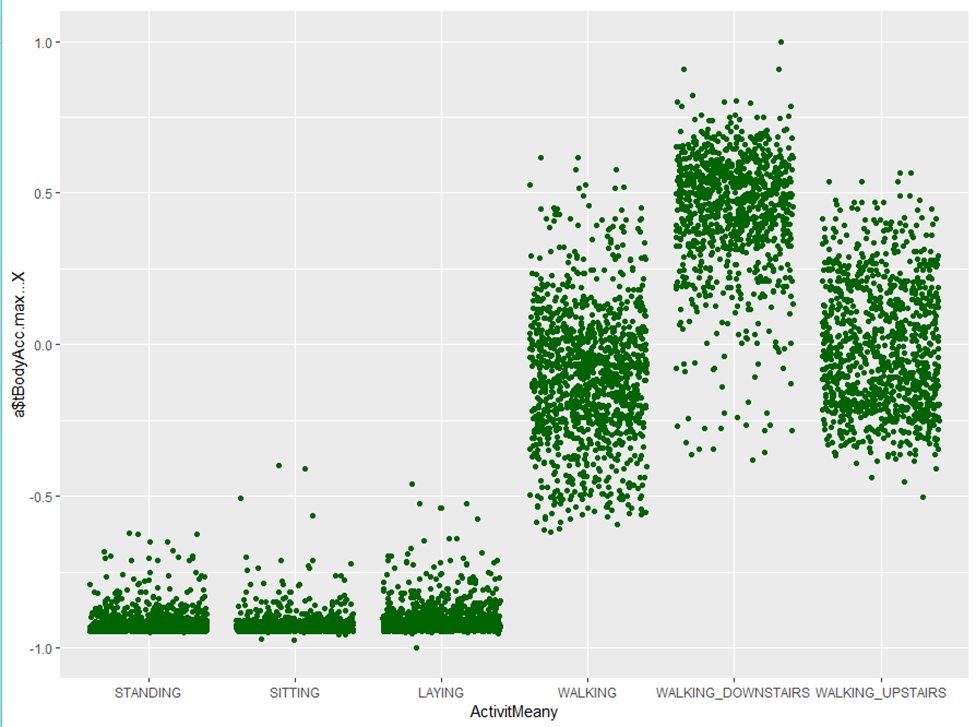 1.0
0.5
0.0
-0.5
-1.0
a$tBodyAcc.max...X
STANDING SITTING LAYING WALKING WALKING_DOWNSTAIRS WALKING_UPSTAIRS
ActivitMeany